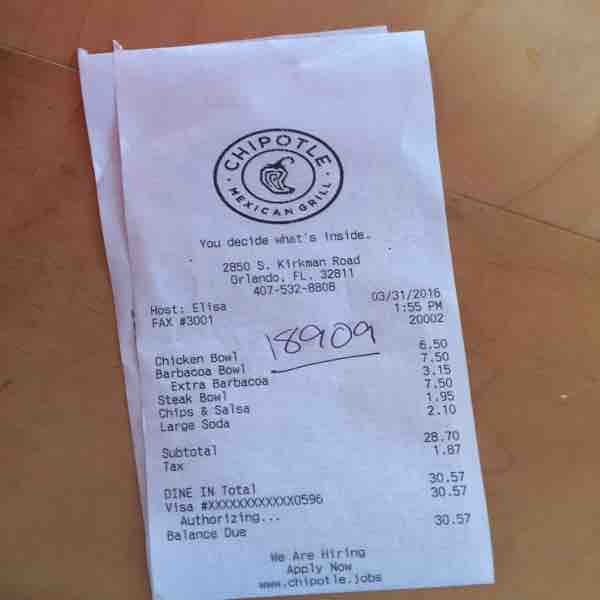 CHIPOTLE
MEXICAN GRILL
You decide what's inside.
2850 S. Kirkman Road
Orlando, FL. 32811
407-532-8808
Host: Elisa 03/31/2016
FAX #3001 1:55 PM
20002
18909
Chicken Bowl 6.50
Barbacoa Bowl 7.50
Extra Barbacoa 3.15
Steak Bowl 7.50
Chips & Salsa 1.95
Large Soda 2.10
Subtotal 28.70
Tax 1.87
DINE IN Total 30.57
Visa #XXXXXXXXXXXX0596 30.57
Authorizing...
Balance Due 30.57
We Are Hiring
Apply Now
www.chipotle.jobs